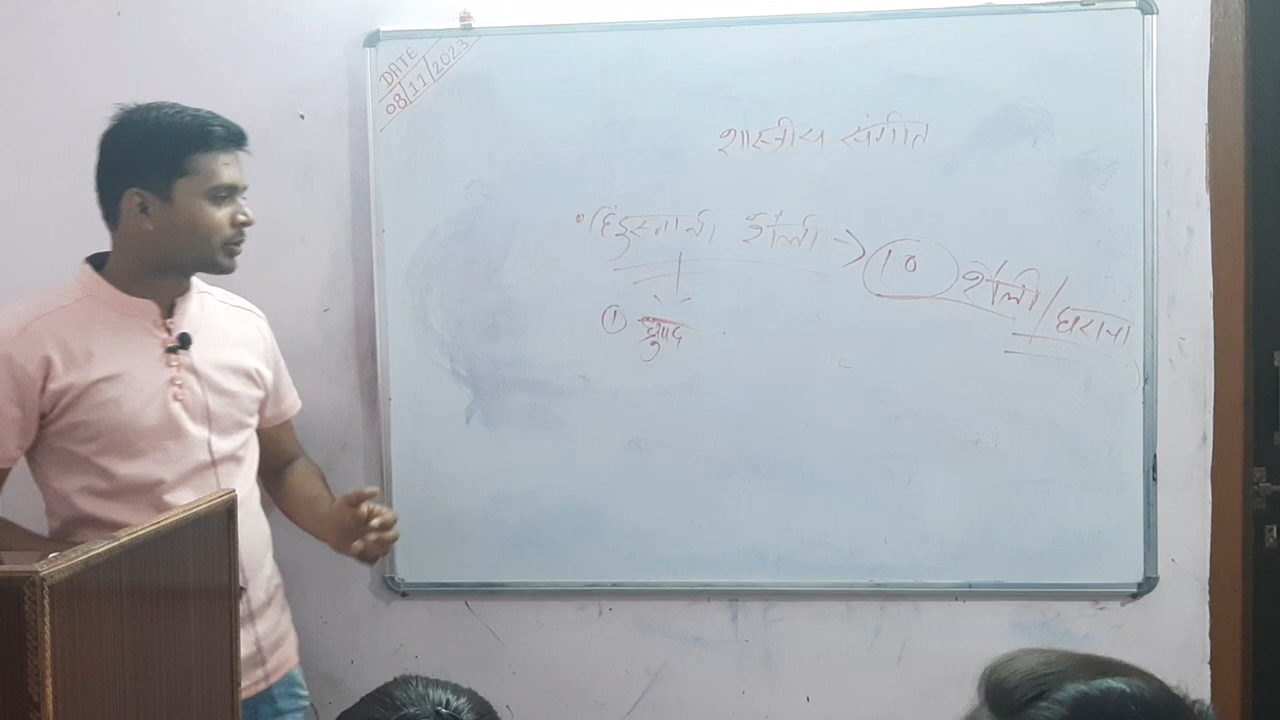 DATE
08/11/2023
शास्त्रीय संगीत
हिंदुस्तानी शैली → 10 शैली/घराना
① ध्रुपद